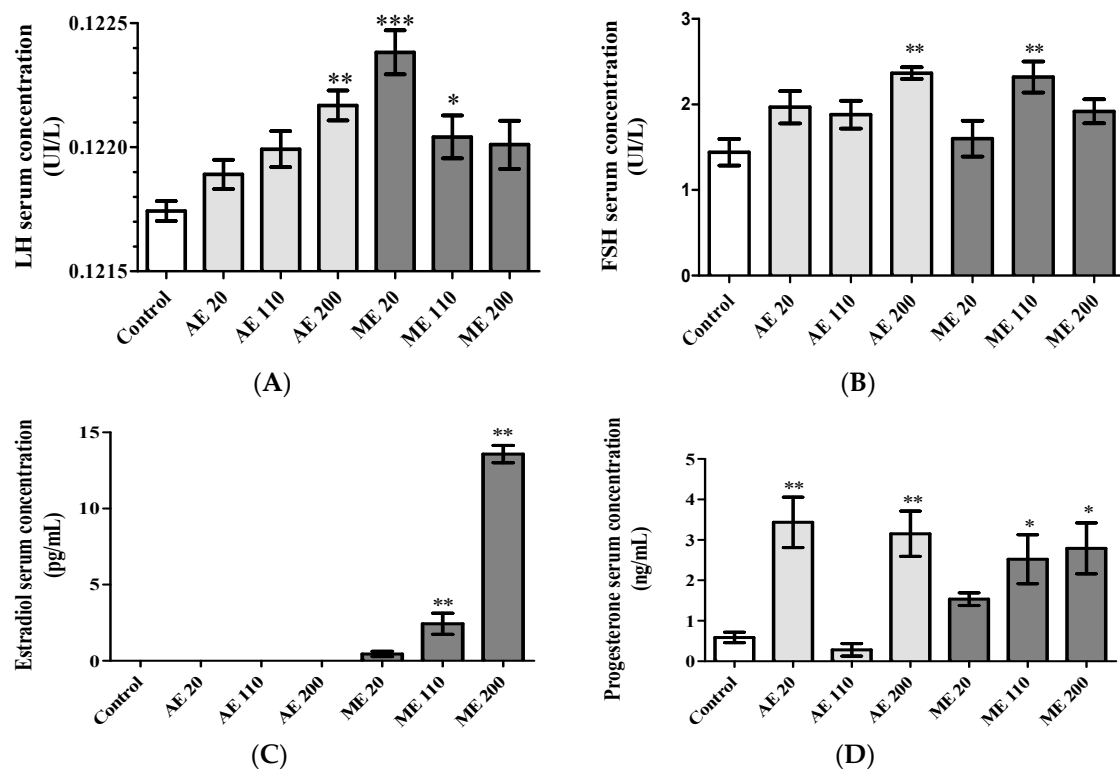 LH serum concentration
(UI/L)
0.1225
0.1220
0.1215
**
***
*
Control
AE 20
AE 110
AE 200
ME 20
ME 110
ME 200
(A)
FSH serum concentration
(UI/L)
3
2
1
0
**
**
Control
AE 20
AE 110
AE 200
ME 20
ME 110
ME 200
(B)
Estradiol serum concentration
(pg/mL)
15
10
5
0
**
**
Control
AE 20
AE 110
AE 200
ME 20
ME 110
ME 200
(C)
Progesterone serum concentration
(ng/mL)
5
4
3
2
1
0
**
**
*
*
Control
AE 20
AE 110
AE 200
ME 20
ME 110
ME 200
(D)